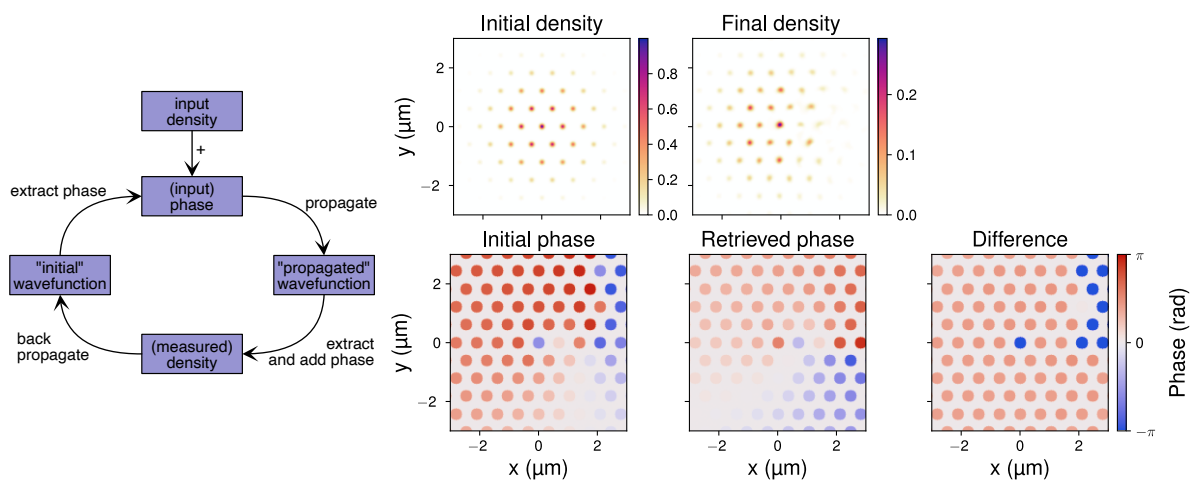 input
density
+
extract phase
(input)
phase
propagate
"initial"
wavefunction
"propagated"
wavefunction
back
propagate
(measured)
density
extract
and add phase
Initial density
y (μm)
2
0
−2
0.8
0.6
0.4
0.2
0.0
Final density
0.2
0.1
0.0
Initial phase
y (μm)
2
0
−2
−2
0
2
x (μm)
Retrieved phase
−2
0
2
x (μm)
Difference
−2
0
2
x (μm)
π
0
−π
Phase (rad)